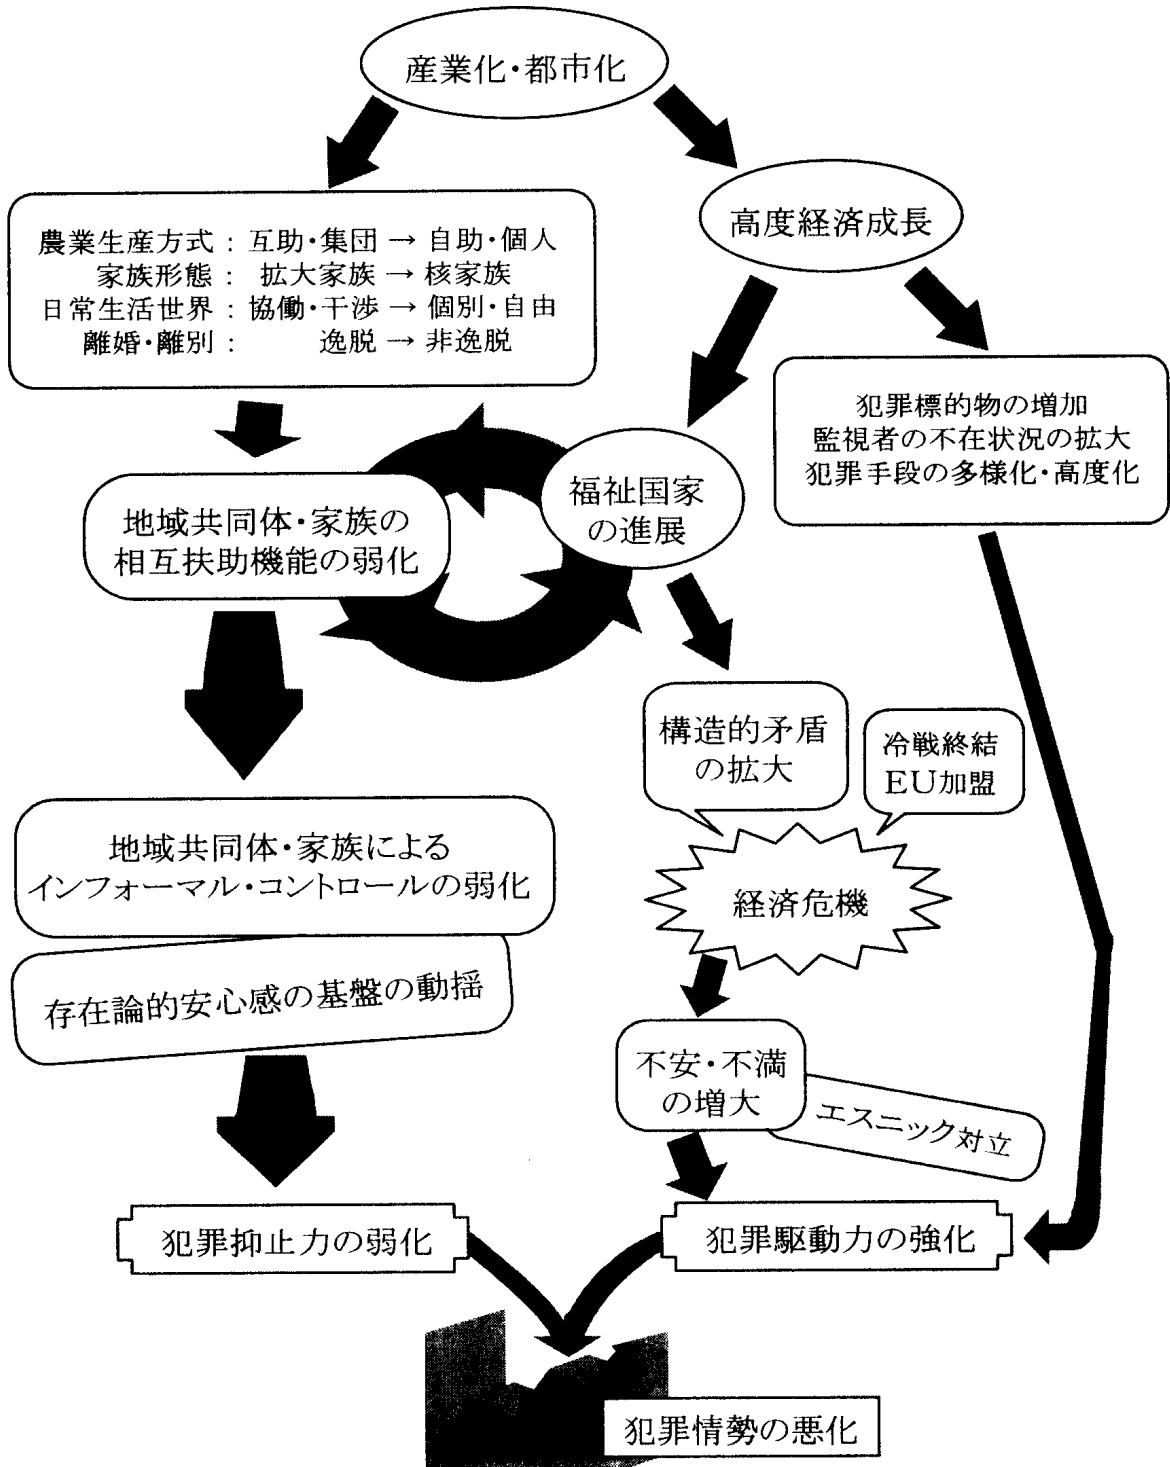 産業化・都市化
農業生産方式 : 互助・集団 → 自助・個人
家族形態 : 拡大家族 → 核家族
日常生活世界 : 協働・干渉 → 個別・自由
離婚・離別 : 逸脱 → 非逸脱
高度経済成長
犯罪標的物の増加
監視者の不在状況の拡大
犯罪手段の多様化・高度化
地域共同体・家族の
相互扶助機能の弱化
福祉国家
の進展
構造的矛盾
の拡大
冷戦終結
EU加盟
地域共同体・家族による
インフォーマル・コントロールの弱化
経済危機
存在論的安心感の基盤の動揺
不安・不満
の増大
エスニック対立
犯罪抑止力の弱化
犯罪駆動力の強化
犯罪情勢の悪化